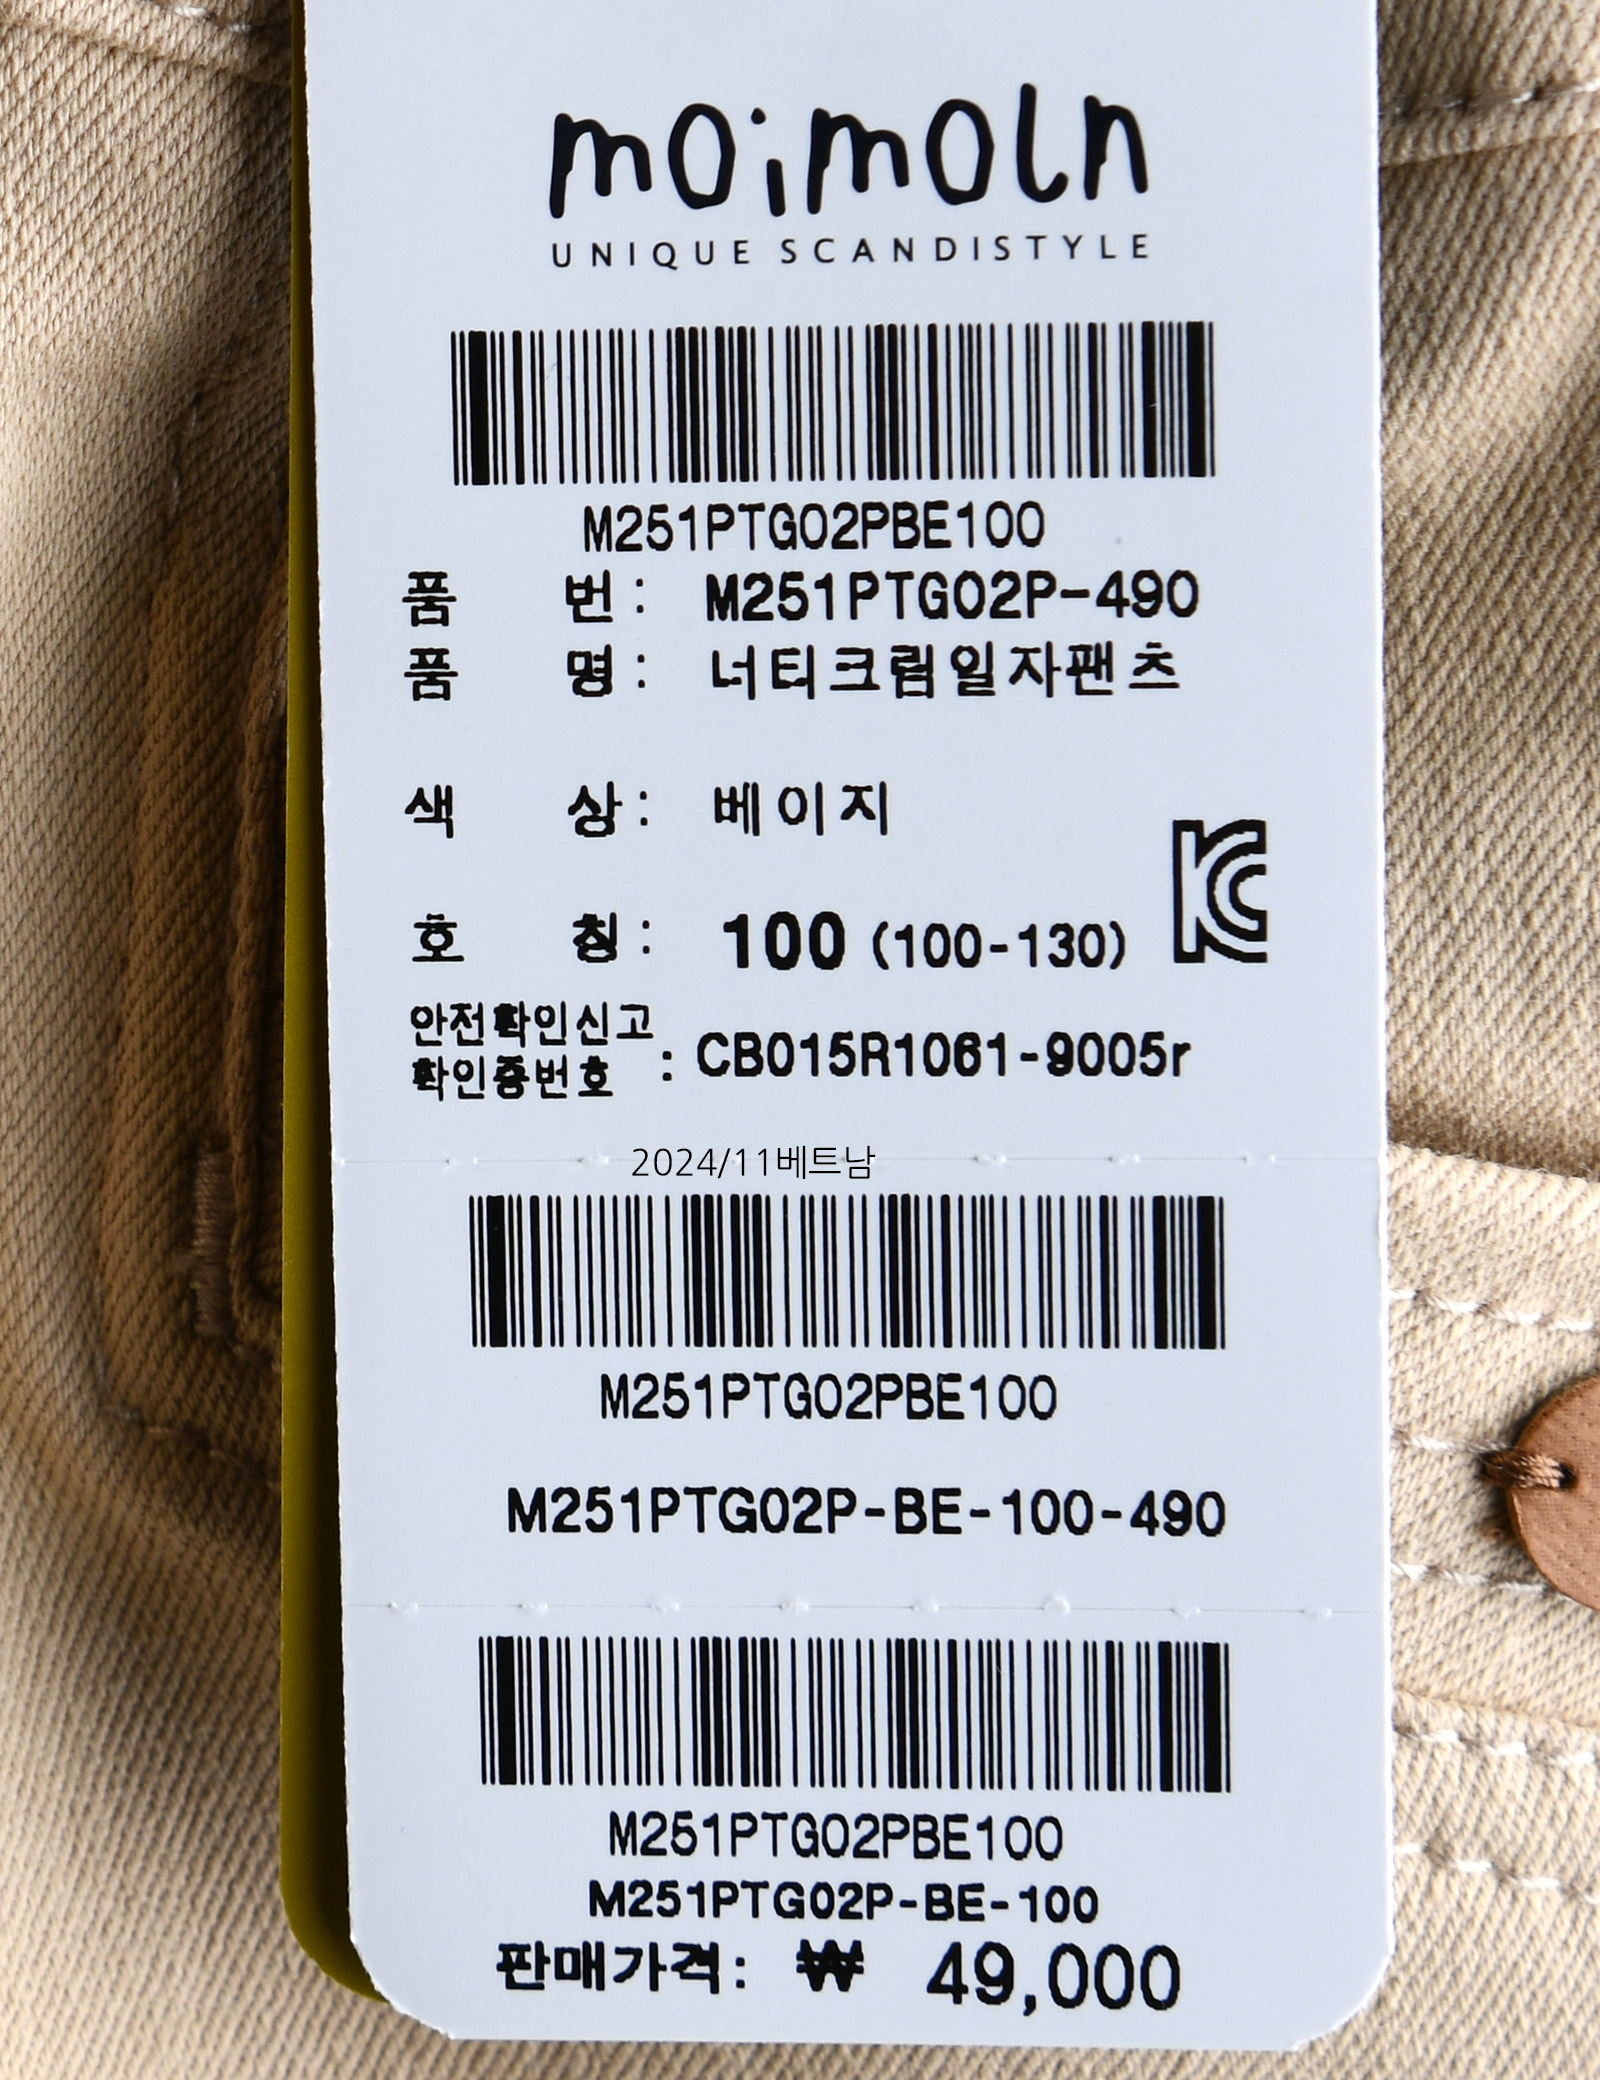 moimoln
UNIQUE SCANDISTYLE
M251PTG02PBE100
품 번 : M251PTG02P-490
품 명 : 너티크림일자팬츠
색 상 : 베이지
호 칭 : 100 (100-130)
안전확인신고
확인증번호 : CB015R1061-9005r
2024/11베트남
M251PTG02PBE100
M251PTG02P-BE-100-490
M251PTG02PBE100
M251PTG02P-BE-100
판매가격: ₩ 49,000